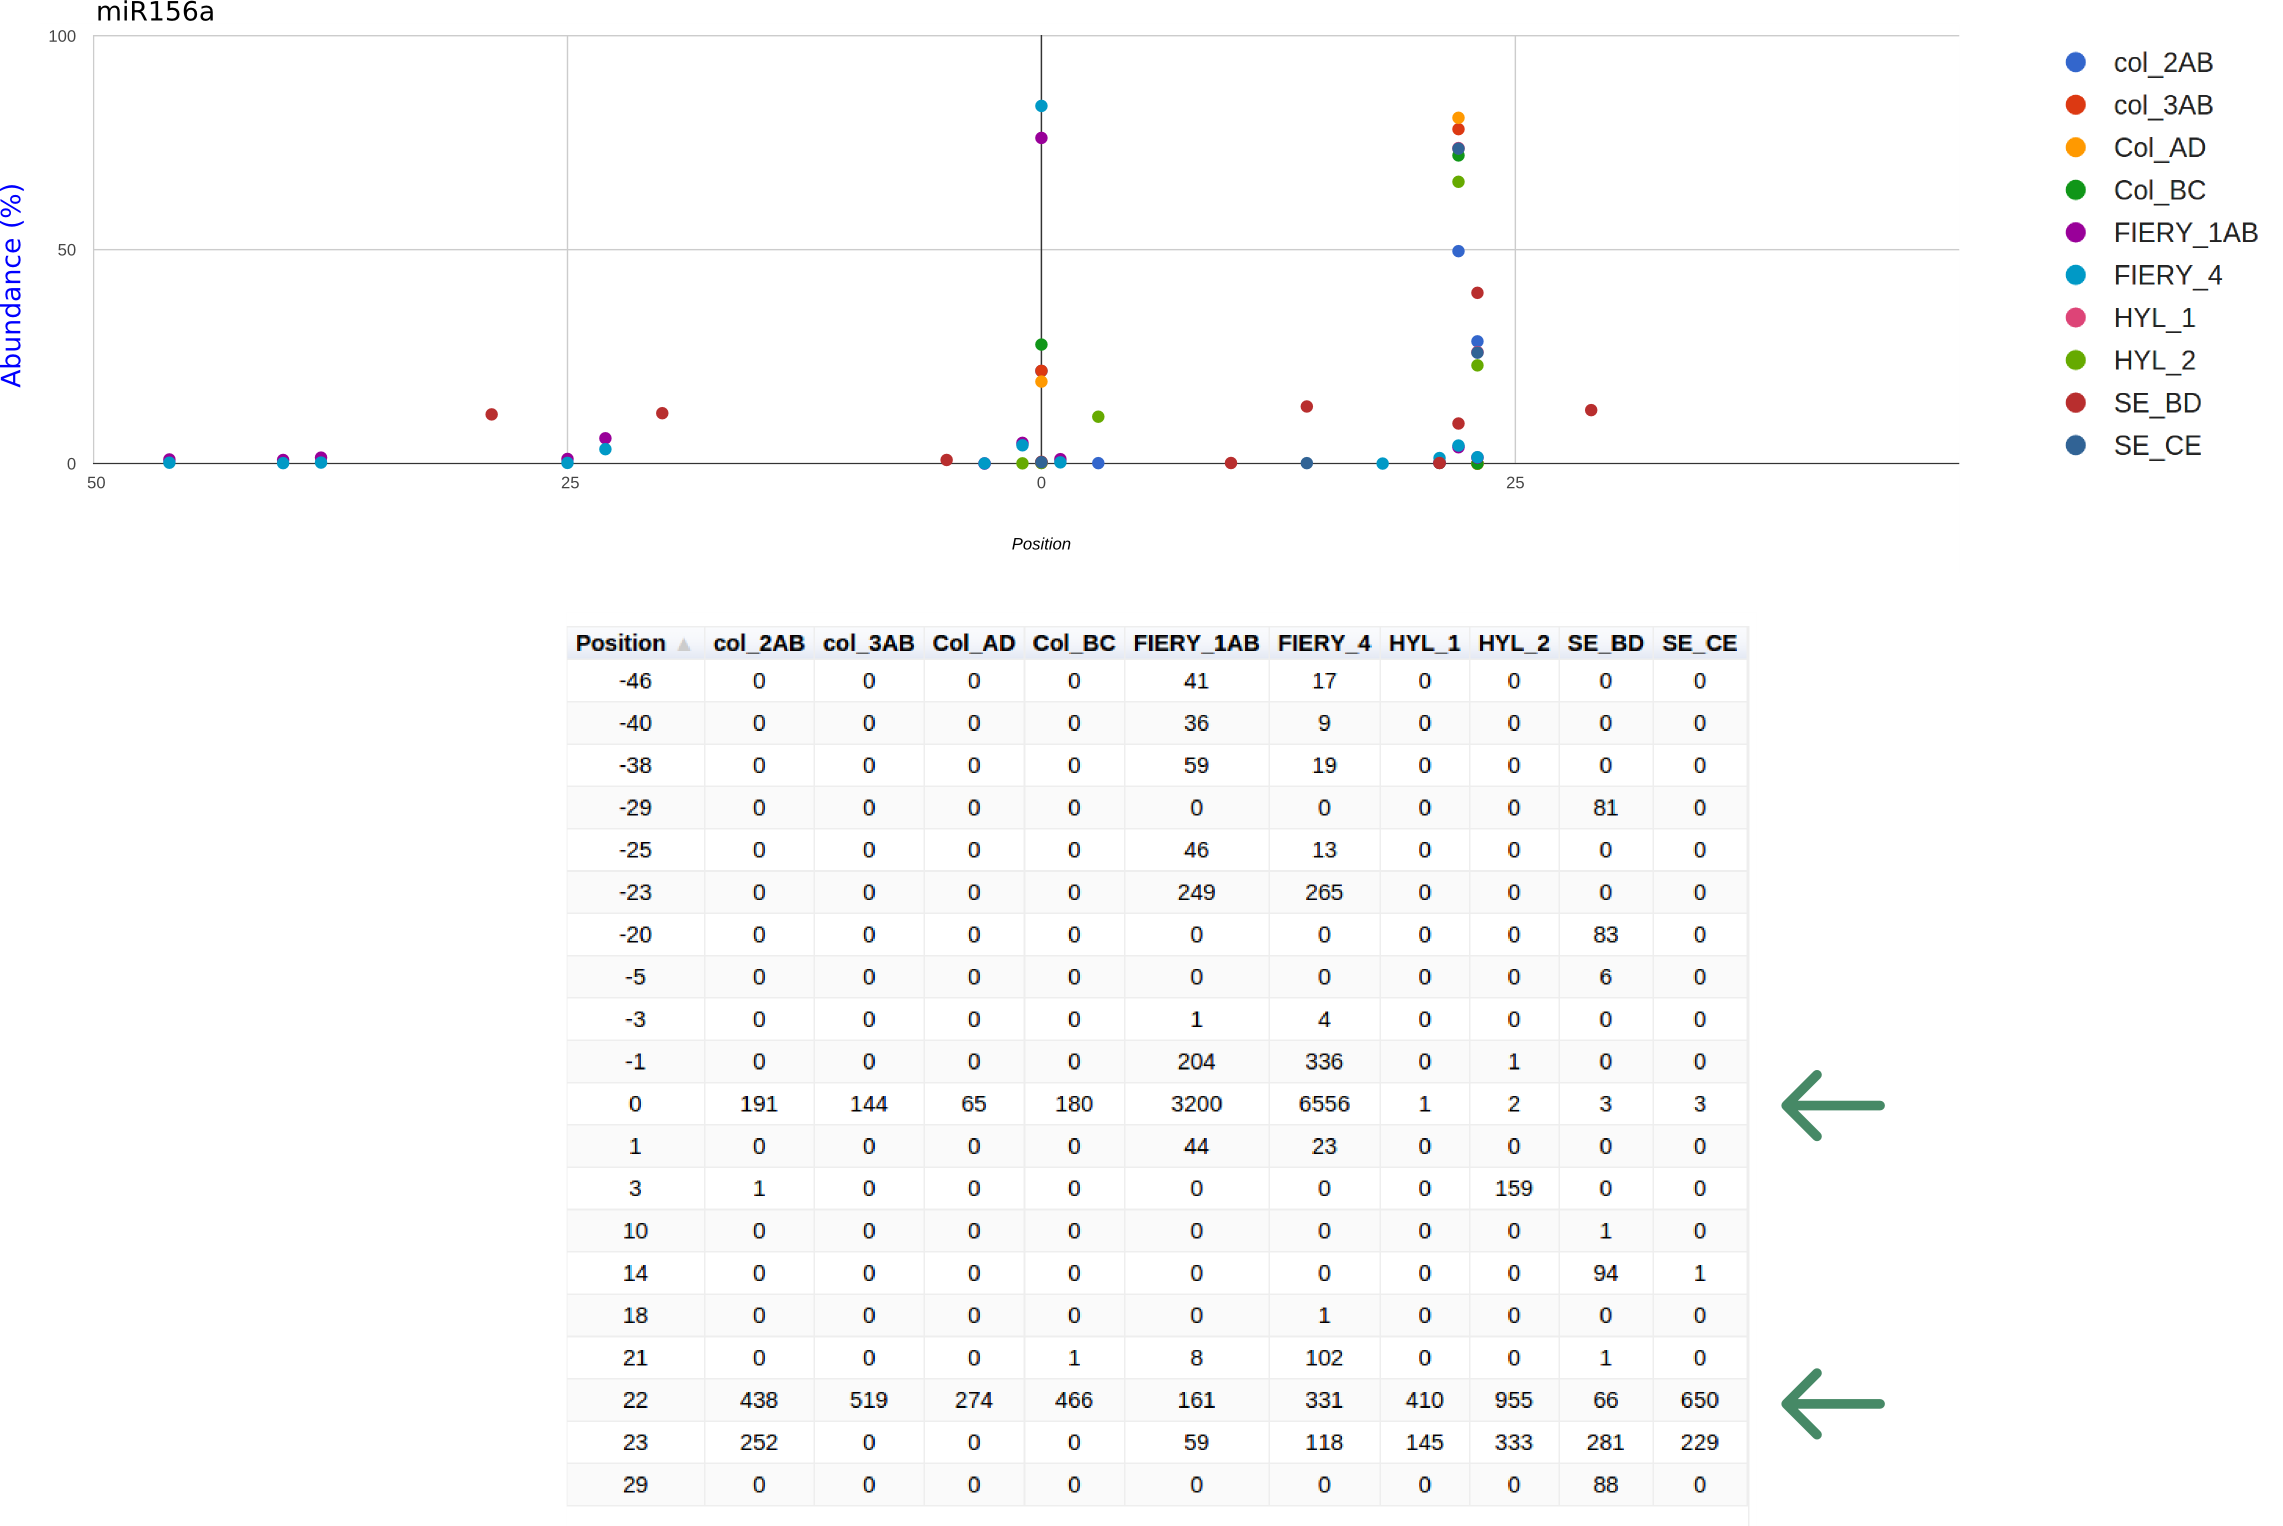 miR156a
100
50
0
Abundance (%)
50 25 0 25
Position
col_2AB
col_3AB
Col_AD
Col_BC
FIERY_1AB
FIERY_4
HYL_1
HYL_2
SE_BD
SE_CE
Position ▲ col_2AB col_3AB Col_AD Col_BC FIERY_1AB FIERY_4 HYL_1 HYL_2 SE_BD SE_CE
-46 0 0 0 0 41 17 0 0 0 0
-40 0 0 0 0 36 9 0 0 0 0
-38 0 0 0 0 59 19 0 0 0 0
-29 0 0 0 0 0 0 0 0 81 0
-25 0 0 0 0 46 13 0 0 0 0
-23 0 0 0 0 249 265 0 0 0 0
-20 0 0 0 0 0 0 0 0 83 0
-5 0 0 0 0 0 0 0 0 6 0
-3 0 0 0 0 1 4 0 0 0 0
-1 0 0 0 0 204 336 0 1 0 0
0 191 144 65 180 3200 6556 1 2 3 3
1 0 0 0 0 44 23 0 0 0 0
3 1 0 0 0 0 0 0 159 0 0
10 0 0 0 0 0 0 0 0 1 0
14 0 0 0 0 0 0 0 0 94 1
18 0 0 0 0 0 1 0 0 0 0
21 0 0 0 1 8 102 0 0 1 0
22 438 519 274 466 161 331 410 955 66 650
23 252 0 0 0 59 118 145 333 281 229
29 0 0 0 0 0 0 0 0 88 0